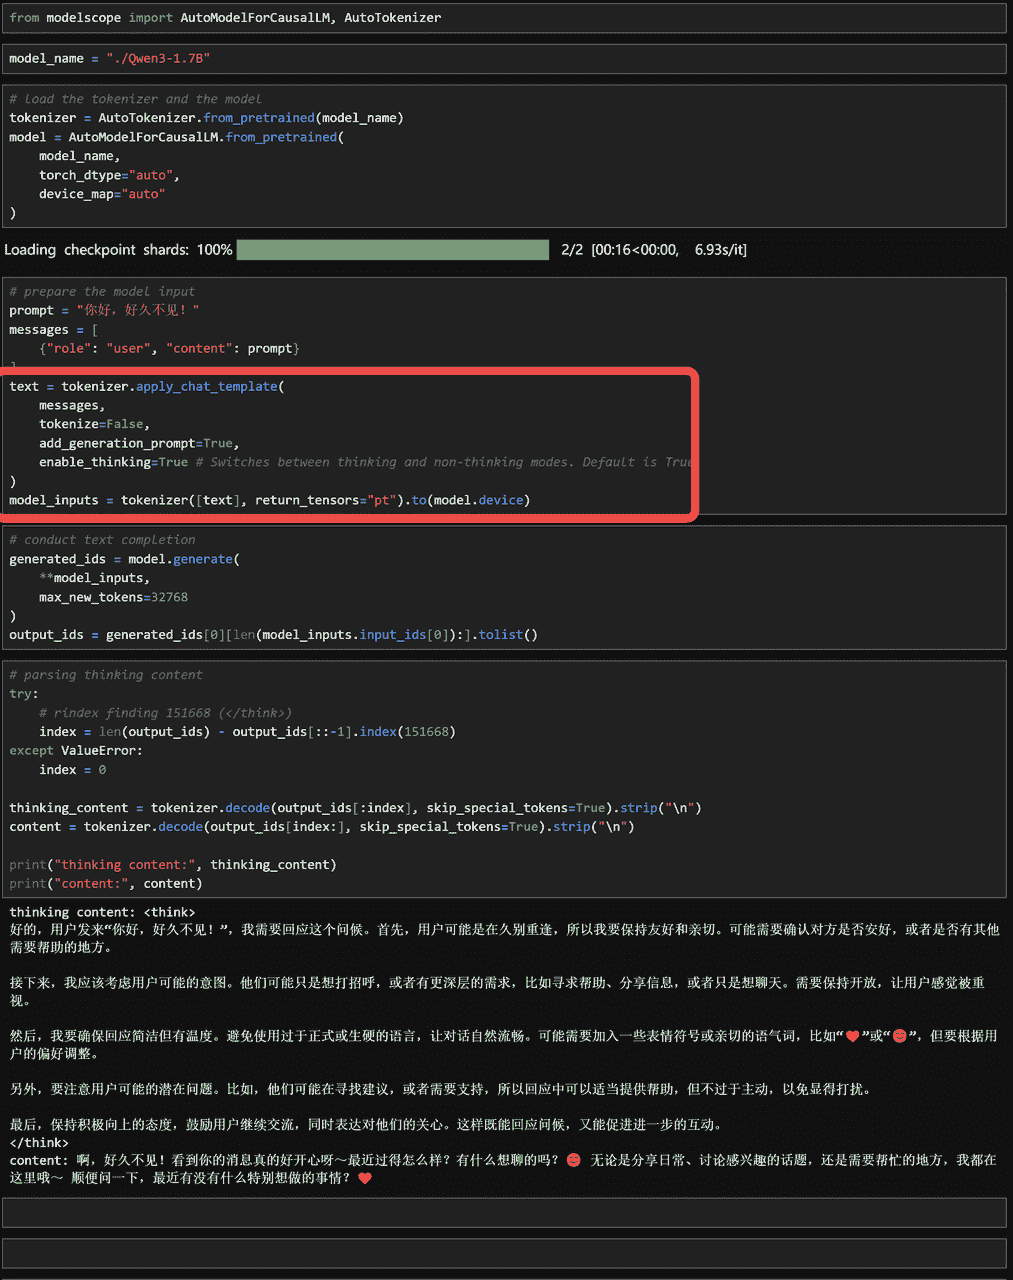 from modelscope import AutoModelForCausalLM, AutoTokenizer
model_name = "./Qwen3-1.7B"
# load the tokenizer and the model
tokenizer = AutoTokenizer.from_pretrained(model_name)
model = AutoModelForCausalLM.from_pretrained(
    model_name,
    torch_dtype="auto",
    device_map="auto"
)
Loading checkpoint shards: 100% 2/2 [00:16<00:00, 6.93s/it]
# prepare the model input
prompt = "你好，好久不见！"
messages = [
    {"role": "user", "content": prompt}
]
text = tokenizer.apply_chat_template(
    messages,
    tokenize=False,
    add_generation_prompt=True,
    enable_thinking=True # Switches between thinking and non-thinking modes. Default is True
)
model_inputs = tokenizer([text], return_tensors="pt").to(model.device)
# conduct text completion
generated_ids = model.generate(
    **model_inputs,
    max_new_tokens=32768
)
output_ids = generated_ids[0][len(model_inputs.input_ids[0]):].tolist()
# parsing thinking content
try:
    # rindex finding 151668 (</think>)
    index = len(output_ids) - output_ids[::-1].index(151668)
except ValueError:
    index = 0
thinking_content = tokenizer.decode(output_ids[:index], skip_special_tokens=True).strip("\n")
content = tokenizer.decode(output_ids[index:], skip_special_tokens=True).strip("\n")
print("thinking content:", thinking_content)
print("content:", content)
thinking content: <think>
好的，用户发来“你好，好久不见！”，我需要回应这个问候。首先，用户可能是在久别重逢，所以我要保持友好和亲切。可能需要确认对方是否安好，或者是否有其他
需要帮助的地方。
接下来，我应该考虑用户可能的意图。他们可能只是想打招呼，或者有更深层的需求，比如寻求帮助、分享信息，或者只是想聊天。需要保持开放，让用户感觉被重
视。
然后，我要确保回应简洁但有温度。避免使用过于正式或生硬的语言，让对话自然流畅。可能需要加入一些表情符号或亲切的语气词，比如“❤️”或“😊”，但要根据用
户的偏好调整。
另外，要注意用户可能的潜在问题。比如，他们可能在寻找建议，或者需要支持，所以回应中可以适当提供帮助，但不过于主动，以免显得打扰。
最后，保持积极向上的态度，鼓励用户继续交流，同时表达对他们的关心。这样既能回应问候，又能促进进一步的互动。
</think>
content: 啊，好久不见！看到你的消息真的好开心呀～最近过得怎么样？有什么想聊的吗？😊 无论是分享日常、讨论感兴趣的话题，还是需要帮忙的地方，我都在
这里哦～ 顺便问一下，最近有没有什么特别想做的事情？❤️